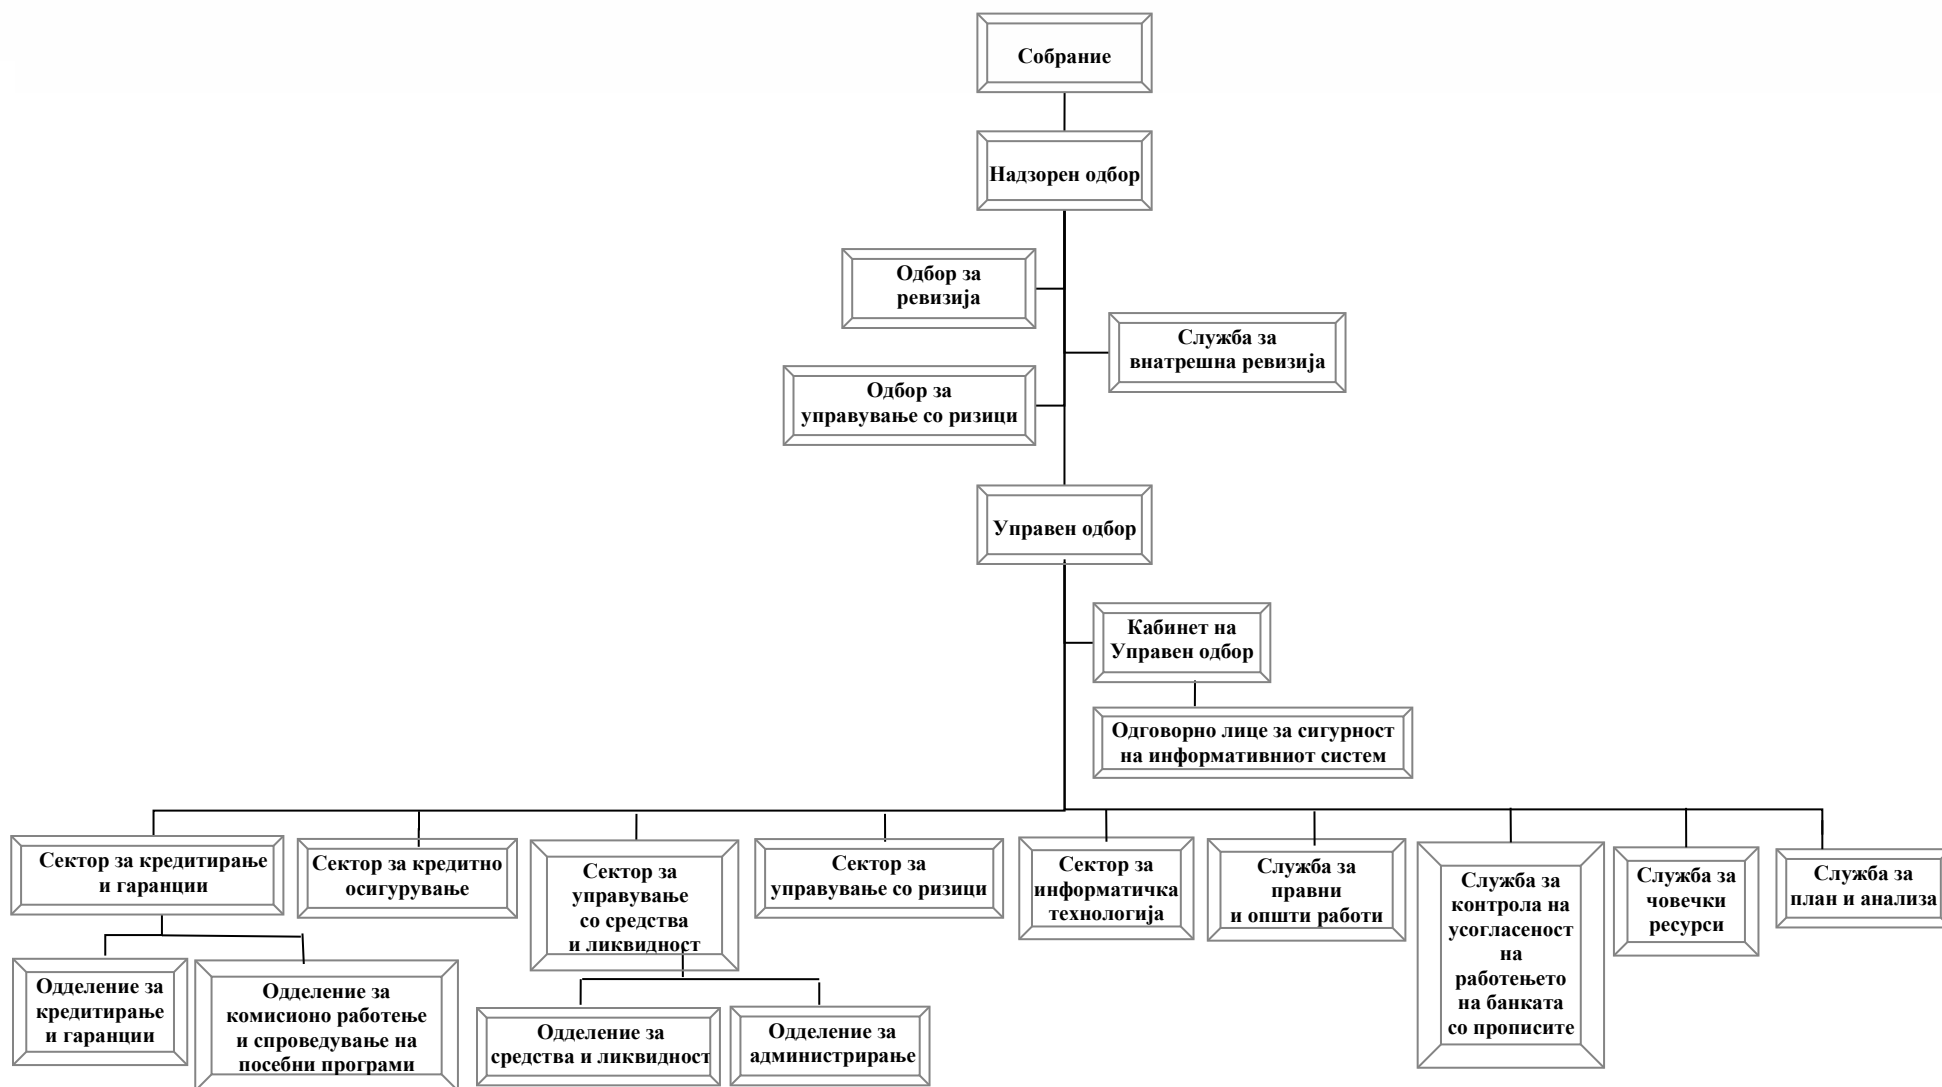 Собрание
Надзорен одбор
Одбор за
ревизија
Служба за
внатрешна ревизија
Одбор за
управување со ризици
Управен одбор
Кабинет на
Управен одбор
Одговорно лице за сигурност
на информативниот систем
Сектор за кредитирање
и гаранции
Сектор за кредитно
осигурување
Сектор за
управување
со средства
и ликвидност
Сектор за
управување со ризици
Сектор за
информатичка
технологија
Служба за
правни
и општи работи
Служба за
контрола на
усогласеност
на
работењето
на банката
со прописите
Служба за
човечки
ресурси
Служба за
план и анализа
Одделение за
кредитирање
и гаранции
Одделение за
комисионо работење
и спроведување на
посебни програми
Одделение за
средства и ликвидност
Одделение за
администрирање